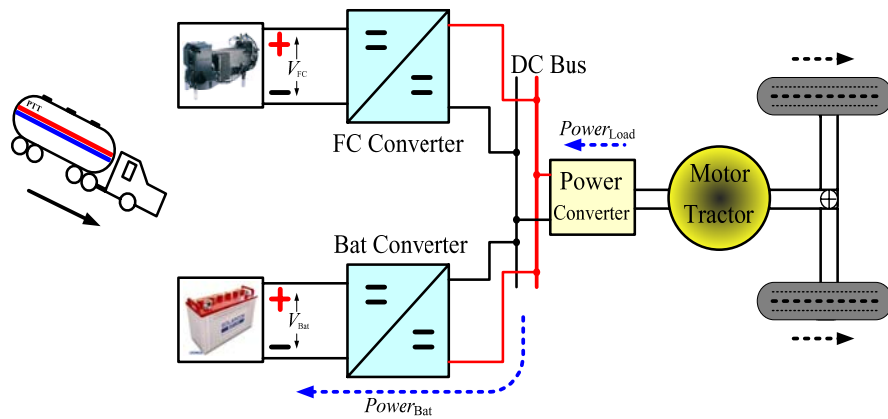 PTT
+
V_FC
−
FC Converter
DC Bus
Power_Load
Power
Converter
Motor
Tractor
Bat Converter
+
V_Bat
−
Power_Bat